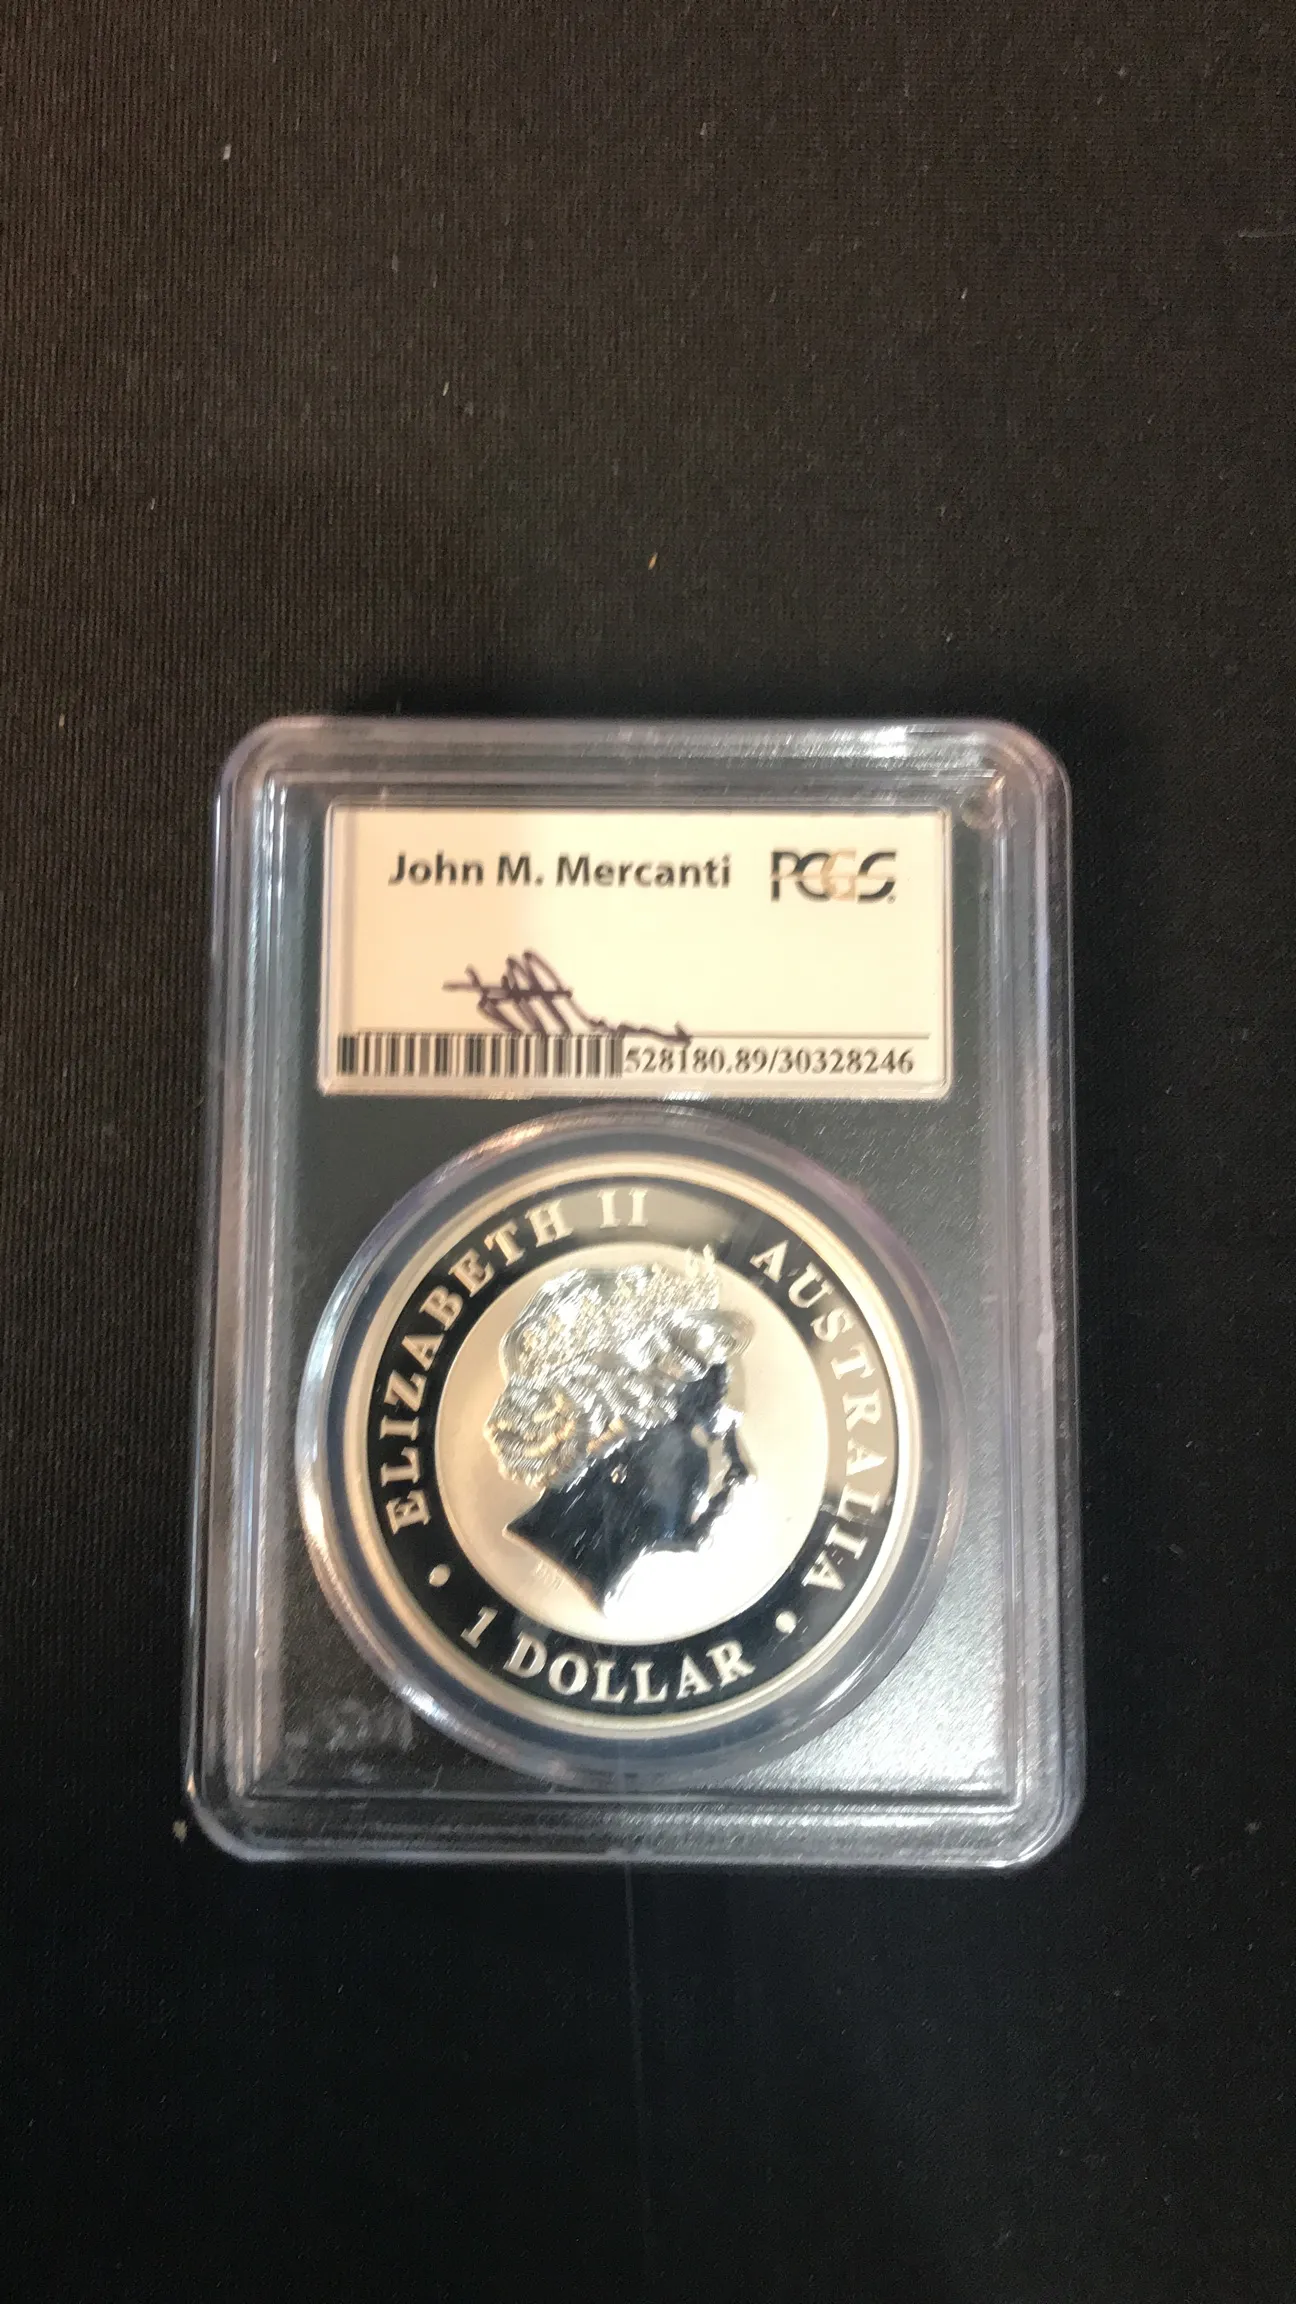 John M. Mercanti PCGS
528180.89/30328246
ELIZABETH II AUSTRALIA
1 DOLLAR